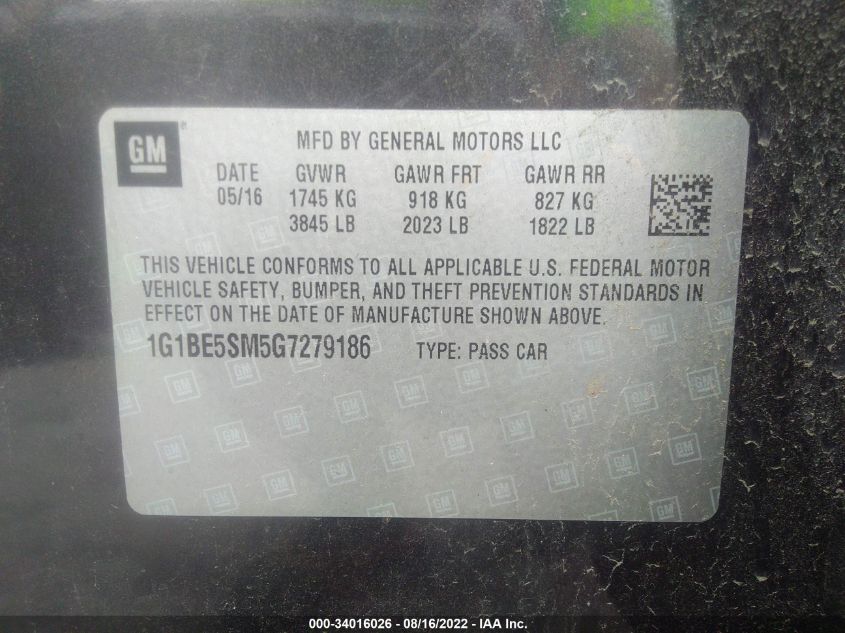 GM ® MFD BY GENERAL MOTORS LLC
DATE GVWR GAWR FRT GAWR RR
05/16 1745 KG 918 KG 827 KG
3845 LB 2023 LB 1822 LB
THIS VEHICLE CONFORMS TO ALL APPLICABLE U.S. FEDERAL MOTOR
VEHICLE SAFETY, BUMPER, AND THEFT PREVENTION STANDARDS IN
EFFECT ON THE DATE OF MANUFACTURE SHOWN ABOVE.
1G1BE5SM5G7279186 TYPE: PASS CAR
000-34016026 - 08/16/2022 - IAA Inc.